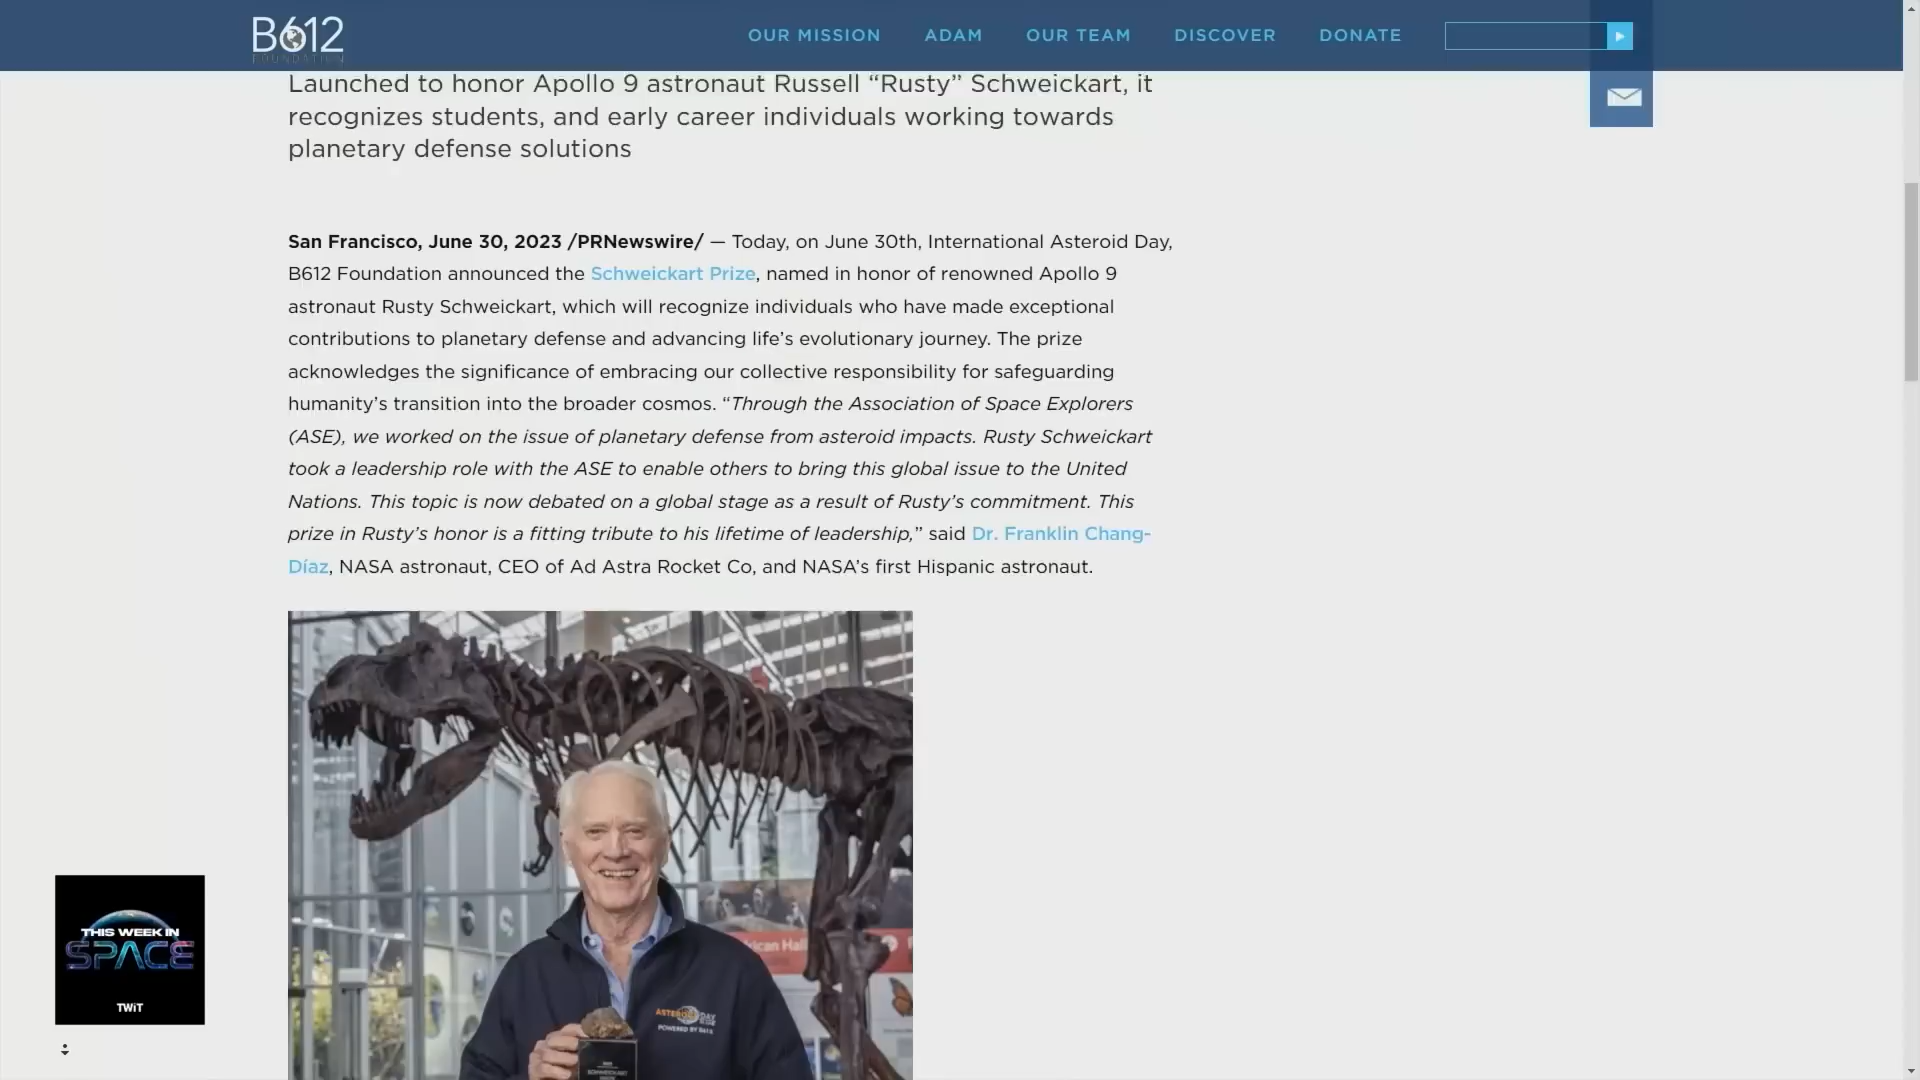 B612
FOUNDATION
OUR MISSION
ADAM
OUR TEAM
DISCOVER
DONATE
Launched to honor Apollo 9 astronaut Russell “Rusty” Schweickart, it
recognizes students, and early career individuals working towards
planetary defense solutions
San Francisco, June 30, 2023 /PRNewswire/ — Today, on June 30th, International Asteroid Day,
B612 Foundation announced the Schweickart Prize, named in honor of renowned Apollo 9
astronaut Rusty Schweickart, which will recognize individuals who have made exceptional
contributions to planetary defense and advancing life’s evolutionary journey. The prize
acknowledges the significance of embracing our collective responsibility for safeguarding
humanity’s transition into the broader cosmos. “Through the Association of Space Explorers
(ASE), we worked on the issue of planetary defense from asteroid impacts. Rusty Schweickart
took a leadership role with the ASE to enable others to bring this global issue to the United
Nations. This topic is now debated on a global stage as a result of Rusty’s commitment. This
prize in Rusty’s honor is a fitting tribute to his lifetime of leadership,” said Dr. Franklin Chang-
Díaz, NASA astronaut, CEO of Ad Astra Rocket Co, and NASA’s first Hispanic astronaut.
rican Hall
ASTEROID DAY
POWERED BY B612
SCHWEICKART
THIS WEEK IN
SPACE
TWiT